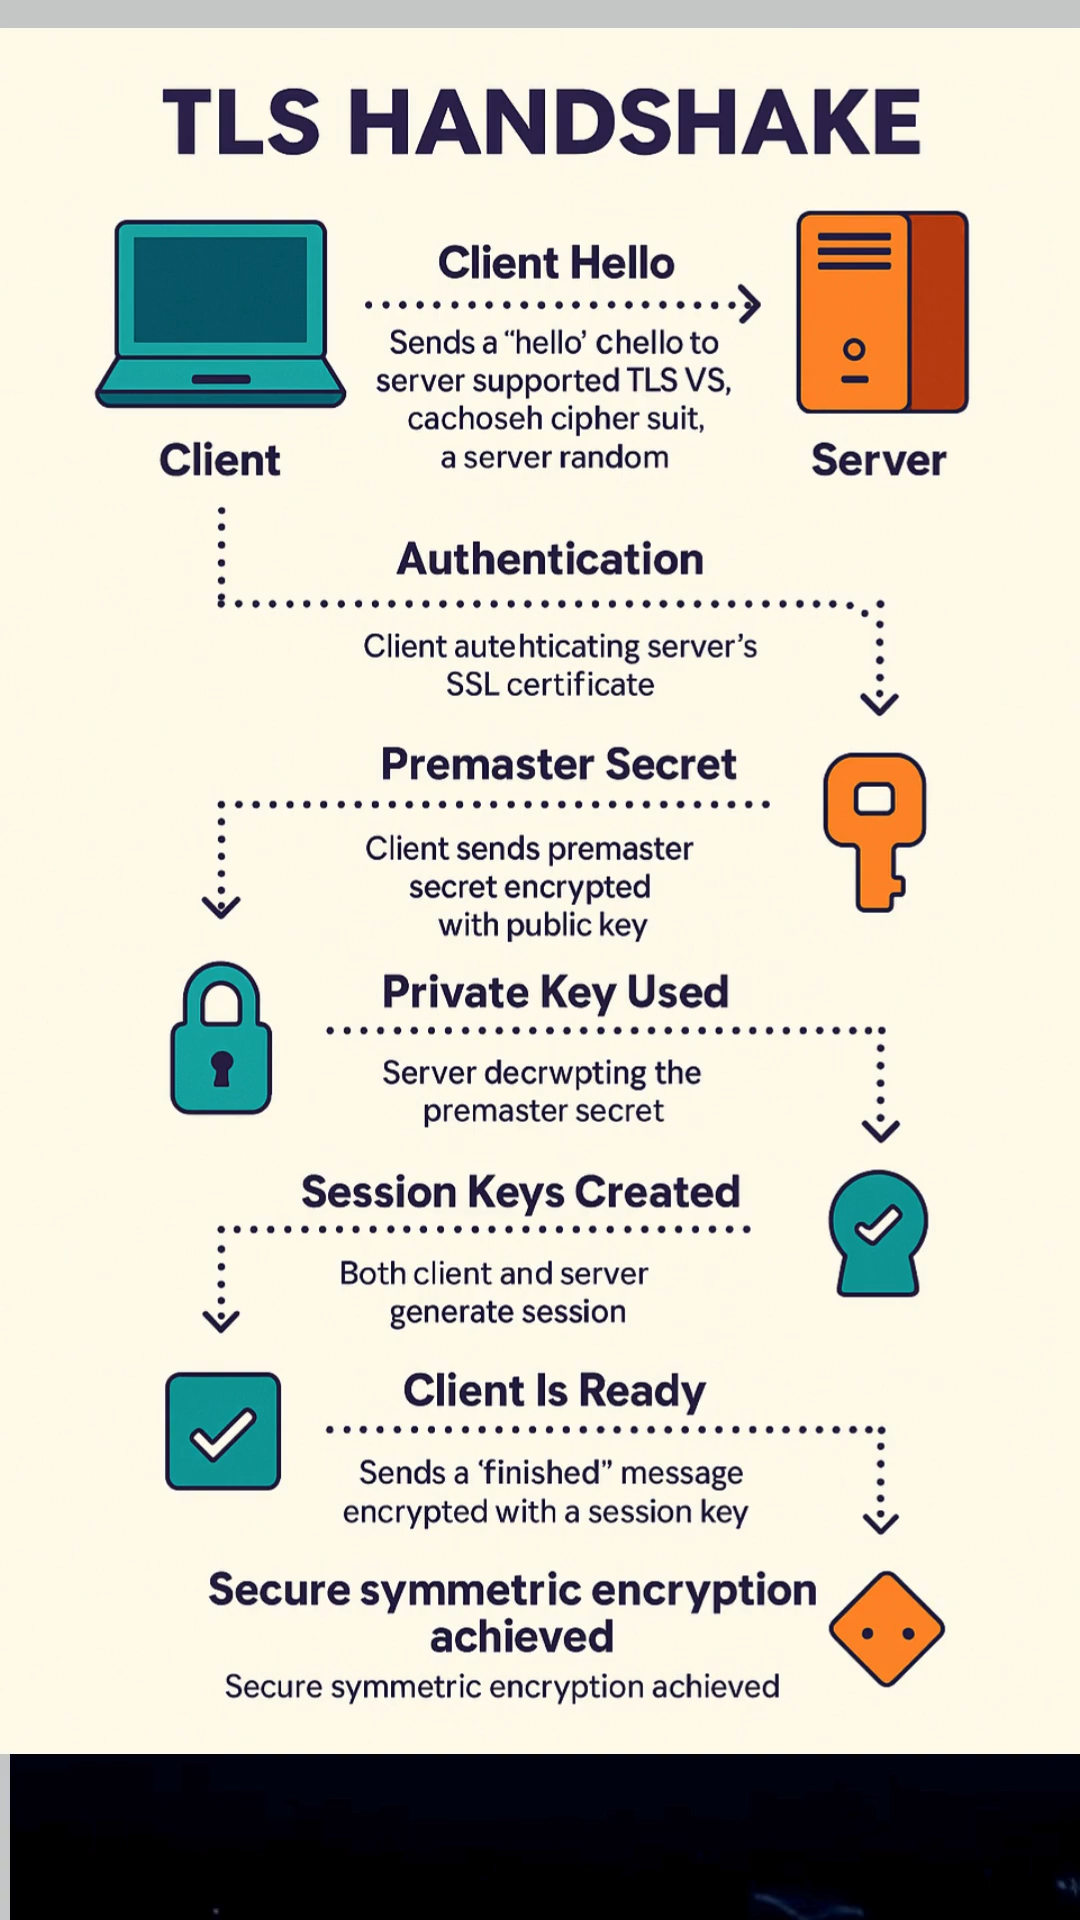 TLS HANDSHAKE
Client Hello
Sends a “hello’ chello to
server supported TLS VS,
cachoseh cipher suit,
a server random
Client
Server
Authentication
Client autehticating server’s
SSL certificate
Premaster Secret
Client sends premaster
secret encrypted
with public key
Private Key Used
Server decrwpting the
premaster secret
Session Keys Created
Both client and server
generate session
Client Is Ready
Sends a ‘finished” message
encrypted with a session key
Secure symmetric encryption
achieved
Secure symmetric encryption achieved